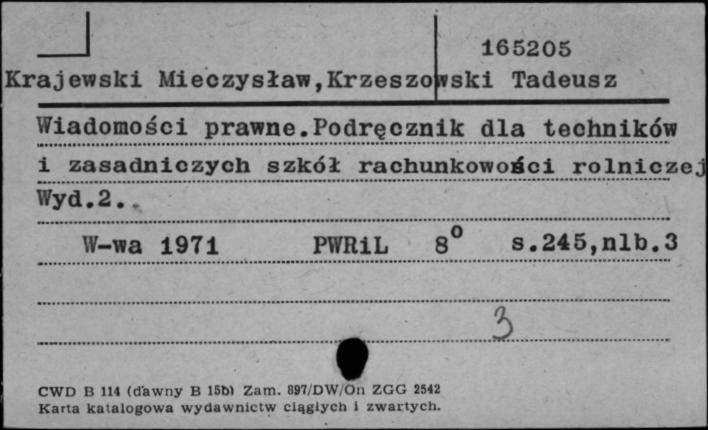 165205
Krajewski Mieczysław,Krzeszowski Tadeusz
Wiadomości prawne.Podręcznik dla techników
i zasadniczych szkół rachunkowości rolniczej
Wyd.2.
W-wa 1971 PWRiL 8⁰ s.245,nlb.3
3
CWD B 114 (dawny B 15b) Zam. 897/DW/On ZGG 2542
Karta katalogowa wydawnictw ciągłych i zwartych.